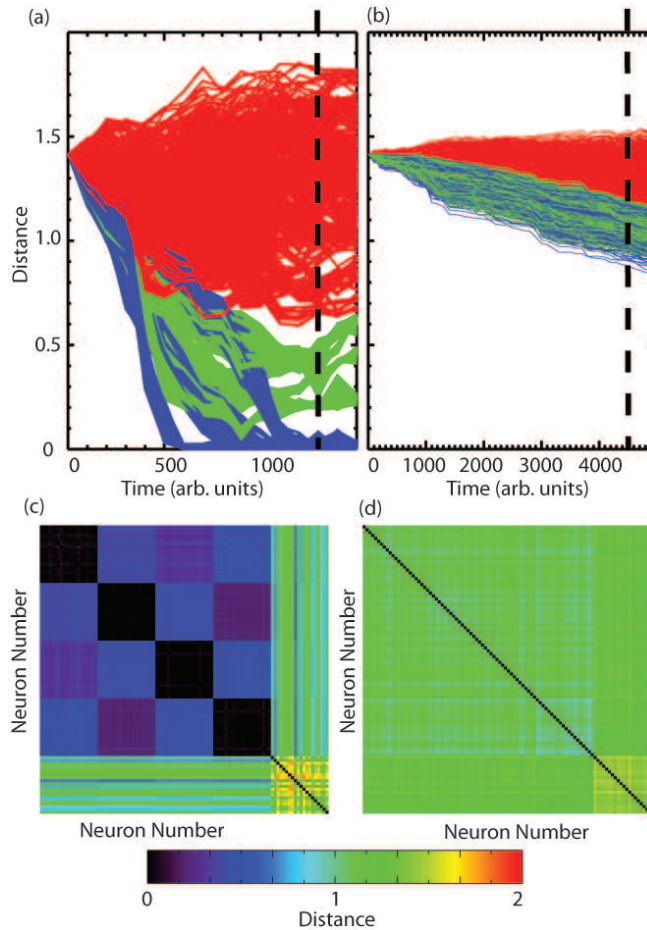 (a)
(b)
1.5
1.0
0.5
0
Distance
500
1000
0
1000
2000
3000
4000
Time (arb. units)
Time (arb. units)
(c)
(d)
Neuron Number
Neuron Number
Neuron Number
Neuron Number
0
1
2
Distance